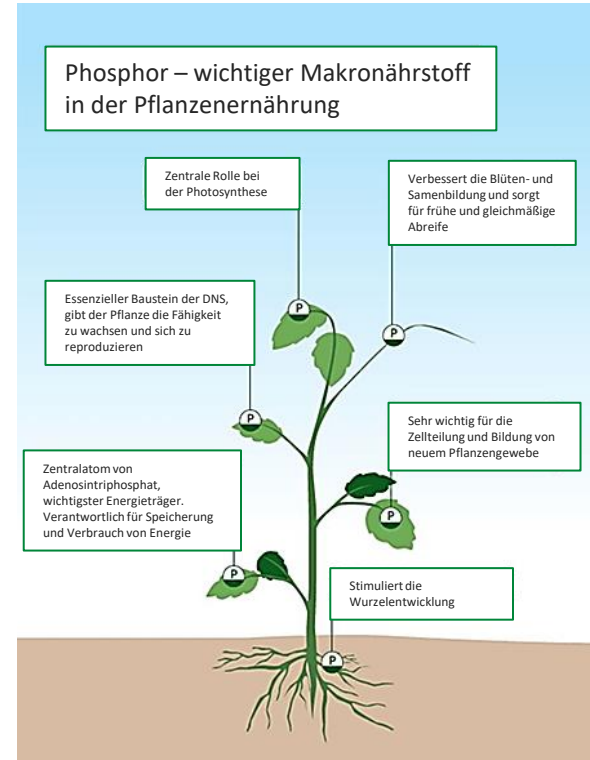 Phosphor – wichtiger Makronährstoff
in der Pflanzenernährung
Zentrale Rolle bei
der Photosynthese
Verbessert die Blüten- und
Samenbildung und sorgt
für frühe und gleichmäßige
Abreife
Essenzieller Baustein der DNS,
gibt der Pflanze die Fähigkeit
zu wachsen und sich zu
reproduzieren
P
P
P
Sehr wichtig für die
Zellteilung und Bildung von
neuem Pflanzengewebe
Zentralatom von
Adenosintriphosphat,
wichtigster Energieträger.
Verantwortlich für Speicherung
und Verbrauch von Energie
P
P
Stimuliert die
Wurzelentwicklung
P